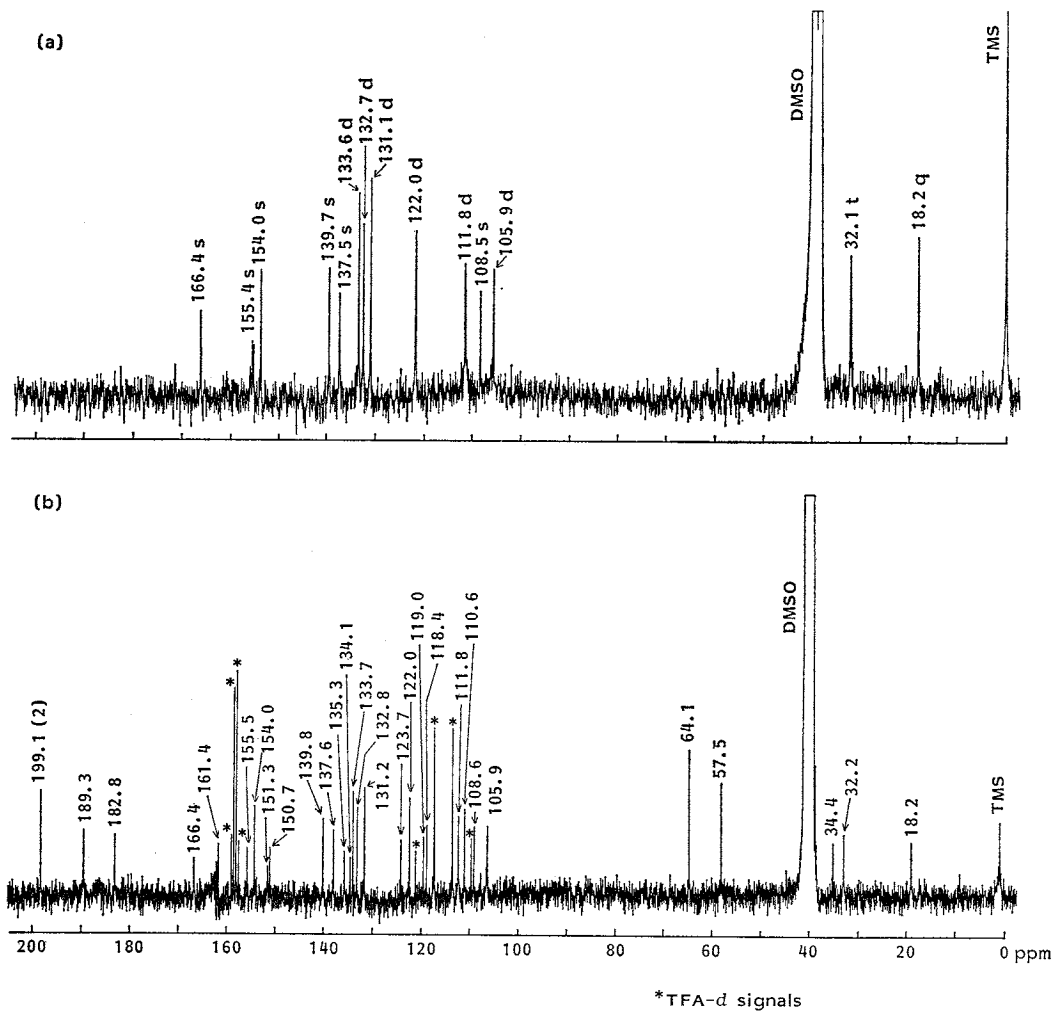 (a)
166.4 s
155.4 s
154.0 s
139.7 s
137.5 s
133.6 d
132.7 d
131.1 d
122.0 d
111.8 d
108.5 s
105.9 d
DMSO
32.1 t
18.2 q
TMS
(b)
199.1 (2)
189.3
182.8
166.4
161.4
*
*
*
*
155.5
154.0
151.3
150.7
139.8
137.6
135.3
134.1
133.7
132.8
131.2
123.7
122.0
*
119.0
118.4
*
*
111.8
110.6
*
108.6
105.9
64.1
57.5
DMSO
34.4
32.2
18.2
TMS
200 180 160 140 120 100 80 60 40 20 0 ppm
*TFA-d signals